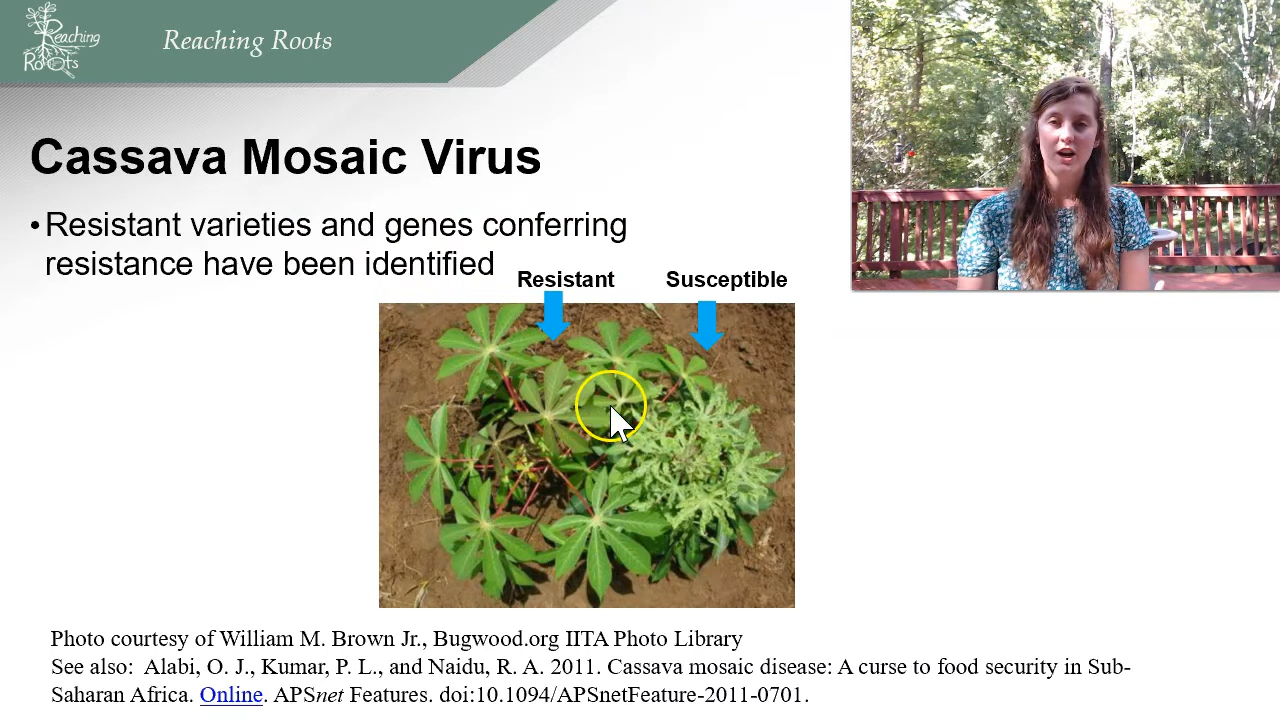 Reaching
Roots
Reaching Roots
Cassava Mosaic Virus
• Resistant varieties and genes conferring
resistance have been identified
Resistant
Susceptible
Photo courtesy of William M. Brown Jr., Bugwood.org IITA Photo Library
See also:  Alabi, O. J., Kumar, P. L., and Naidu, R. A. 2011. Cassava mosaic disease: A curse to food security in Sub-
Saharan Africa. Online. APSnet Features. doi:10.1094/APSnetFeature-2011-0701.